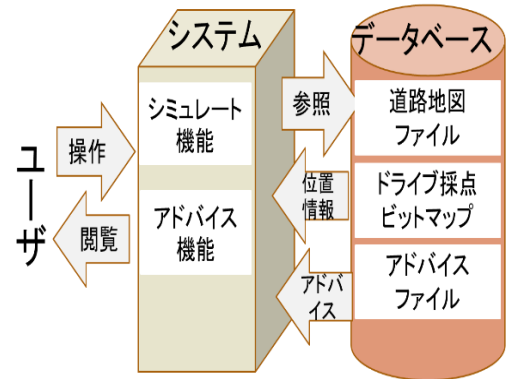 システム
データベース
シミュレート
機能
アドバイス
機能
ユーザ
操作
閲覧
参照
位置
情報
アドバ
イス
道路地図
ファイル
ドライブ採点
ビットマップ
アドバイス
ファイル